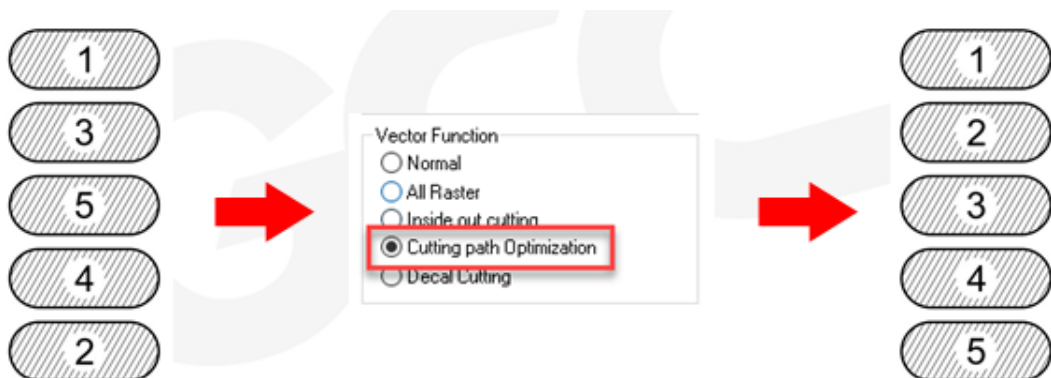 1
3
5
4
2
Vector Function
Normal
All Raster
Inside out cutting
Cutting path Optimization
Decal Cutting
1
2
3
4
5